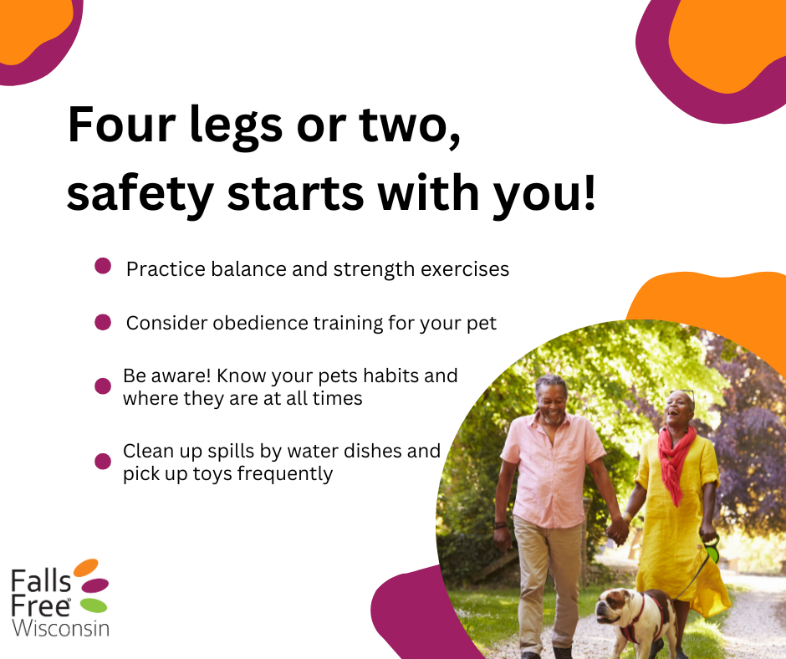 Four legs or two,
safety starts with you!
Practice balance and strength exercises
Consider obedience training for your pet
Be aware! Know your pets habits and
where they are at all times
Clean up spills by water dishes and
pick up toys frequently
Falls
Free®
Wisconsin